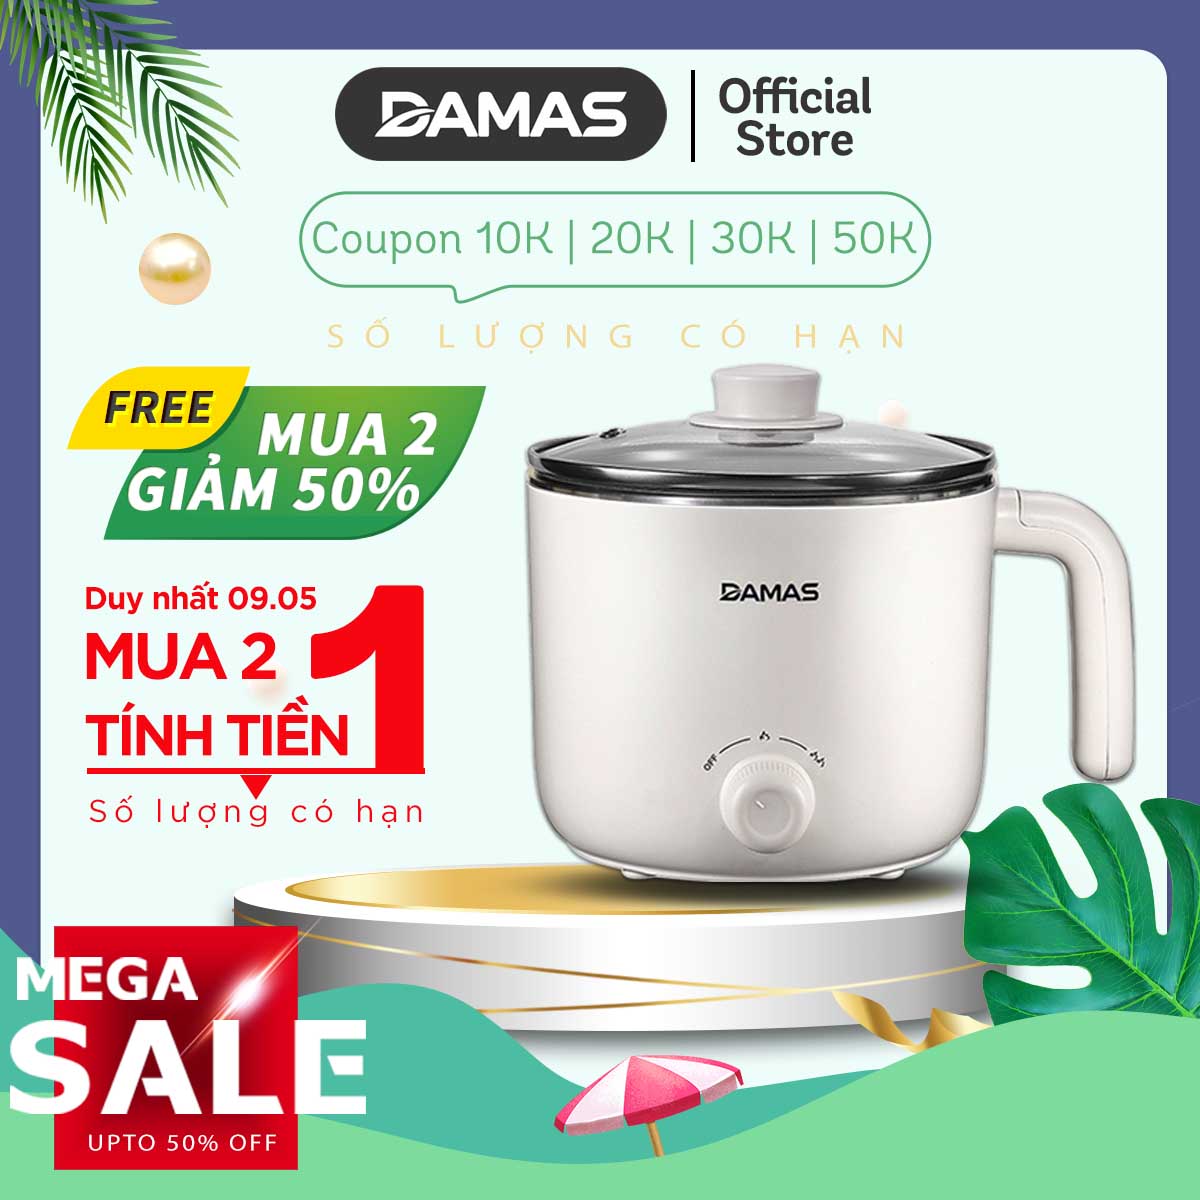 DAMAS
Official
Store
Coupon 10K | 20K | 30K | 50K
SỐ LƯỢNG CÓ HẠN
FREE
MUA 2
GIẢM 50%
Duy nhất 09.05
MUA 2
TÍNH TIỀN 1
Số lượng có hạn
DAMAS
OFF
MEGA
SALE
UPTO 50% OFF